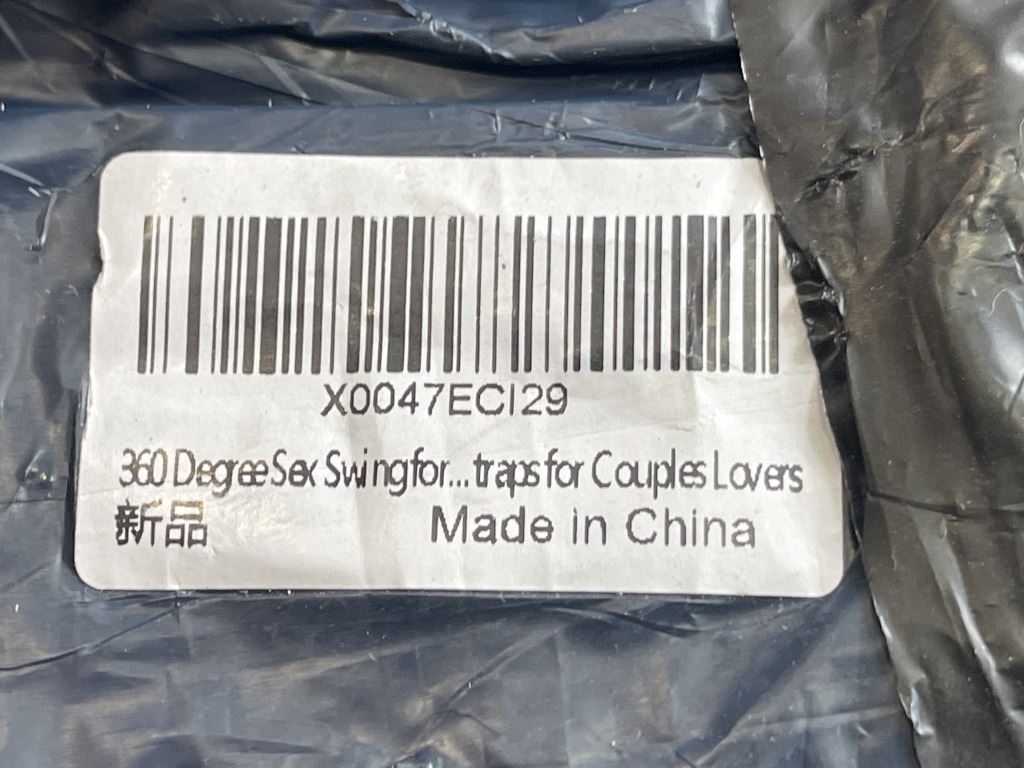 X0047ECI29
360 Degree Sex Swing for...traps for Couples Lovers
新品
Made in China